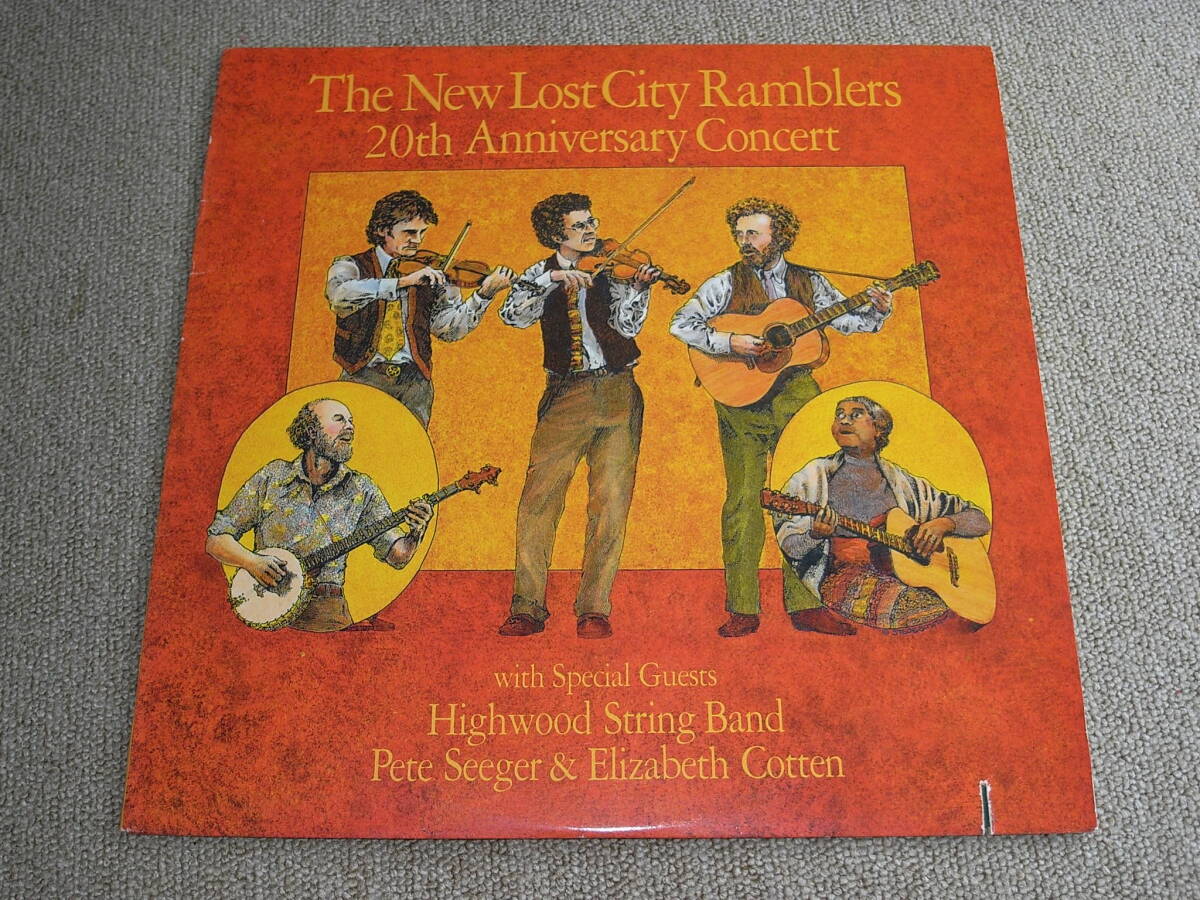 The New Lost City Ramblers
20th Anniversary Concert
with Special Guests
Highwood String Band
Pete Seeger & Elizabeth Cotten